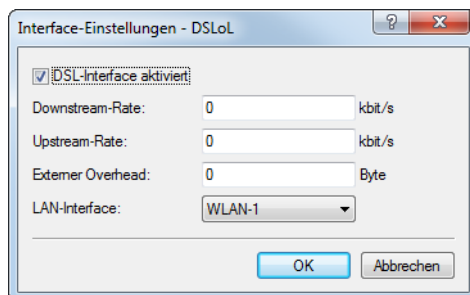 Interface-Einstellungen - DSLoL
DSL-Interface aktiviert
Downstream-Rate: 0 kbit/s
Upstream-Rate: 0 kbit/s
Externer Overhead: 0 Byte
LAN-Interface: WLAN-1
OK Abbrechen